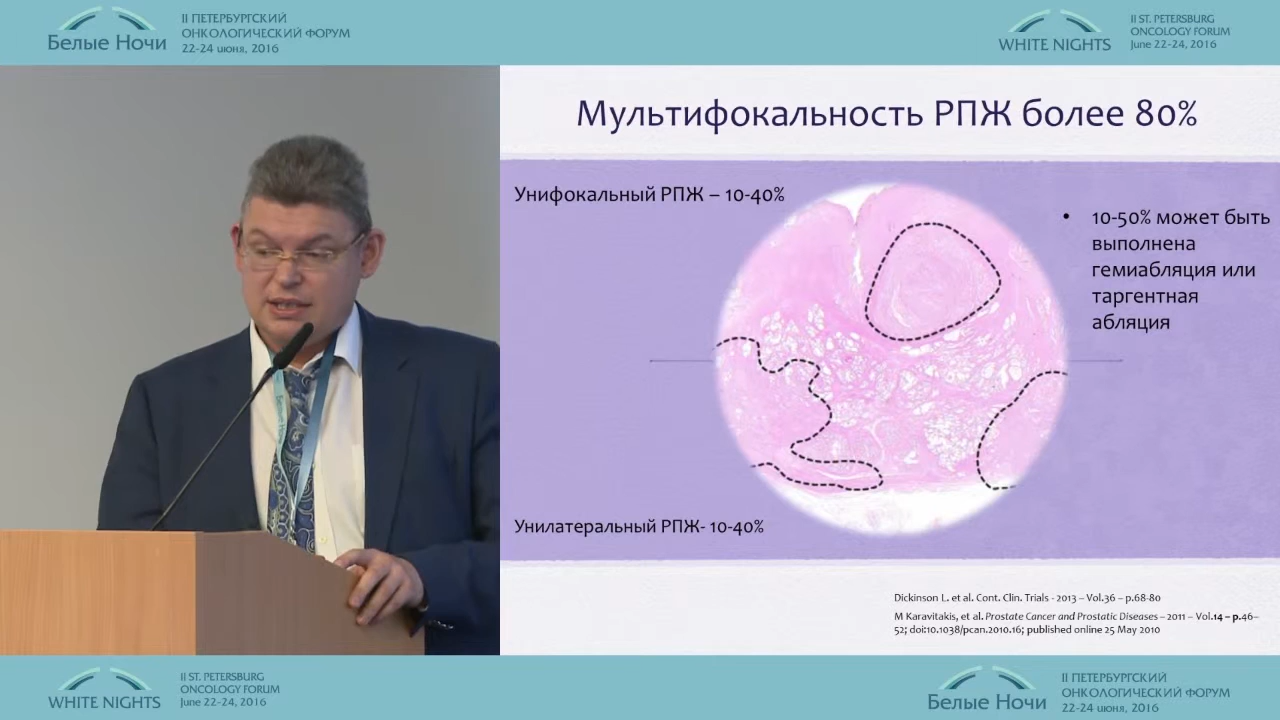 II ПЕТЕРБУРГСКИЙ
ОНКОЛОГИЧЕСКИЙ ФОРУМ
Белые Ночи
22-24 июня, 2016
II ST. PETERSBURG
ONCOLOGY FORUM
WHITE NIGHTS
June 22-24, 2016
Мультифокальность РПЖ более 80%
Унифокальный РПЖ – 10-40%
• 10-50% может быть
выполнена
гемиабляция или
таргентная
абляция
Унилатеральный РПЖ- 10-40%
Dickinson L. et al. Cont. Clin. Trials - 2013 – Vol.36 – p.68-80
M Karavitakis, et al. Prostate Cancer and Prostatic Diseases – 2011 – Vol.14 – p.46–
52; doi:10.1038/pcan.2010.16; published online 25 May 2010
II ST. PETERSBURG
ONCOLOGY FORUM
WHITE NIGHTS
June 22-24, 2016
II ПЕТЕРБУРГСКИЙ
ОНКОЛОГИЧЕСКИЙ ФОРУМ
Белые Ночи
22-24 июня, 2016